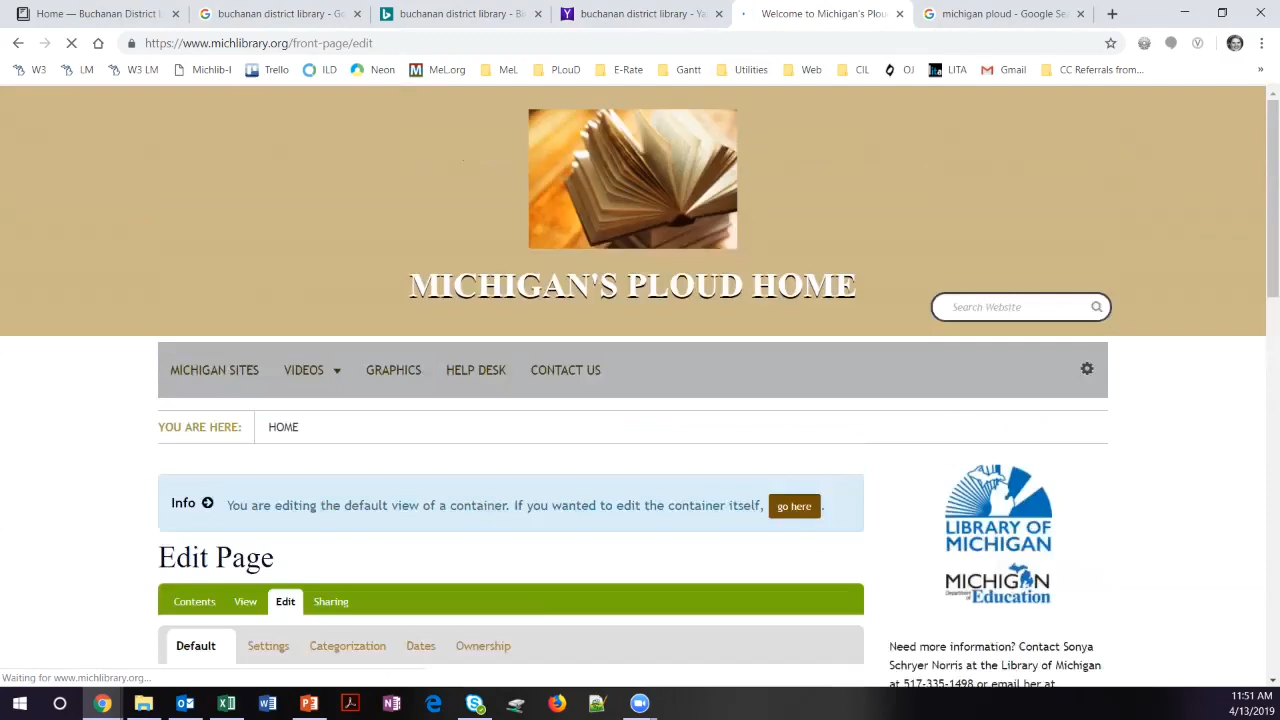 Home — Buchanan District L
buchanan district library - Go
buchanan district library - Bi
buchanan district library - Ya
Welcome to Michigan's Plou
michigan ploud - Google Sea
https://www.michlibrary.org/front-page/edit
W3
LM
W3 LM
Michlib-l
Trello
ILD
Neon
MeL.org
MeL
PLouD
E-Rate
Gantt
Utilities
Web
CIL
OJ
LITA
Gmail
CC Referrals from...
MICHIGAN'S PLOUD HOME
Search Website
MICHIGAN SITES VIDEOS GRAPHICS HELP DESK CONTACT US
YOU ARE HERE: HOME
Info You are editing the default view of a container. If you wanted to edit the container itself, go here .
Edit Page
Contents View Edit Sharing
Default Settings Categorization Dates Ownership
LIBRARY OF
MICHIGAN
MICHIGAN
Department of Education
Need more information? Contact Sonya
Schryer Norris at the Library of Michigan
at 517-335-1498 or email her at
Waiting for www.michlibrary.org...
11:51 AM
4/13/2019